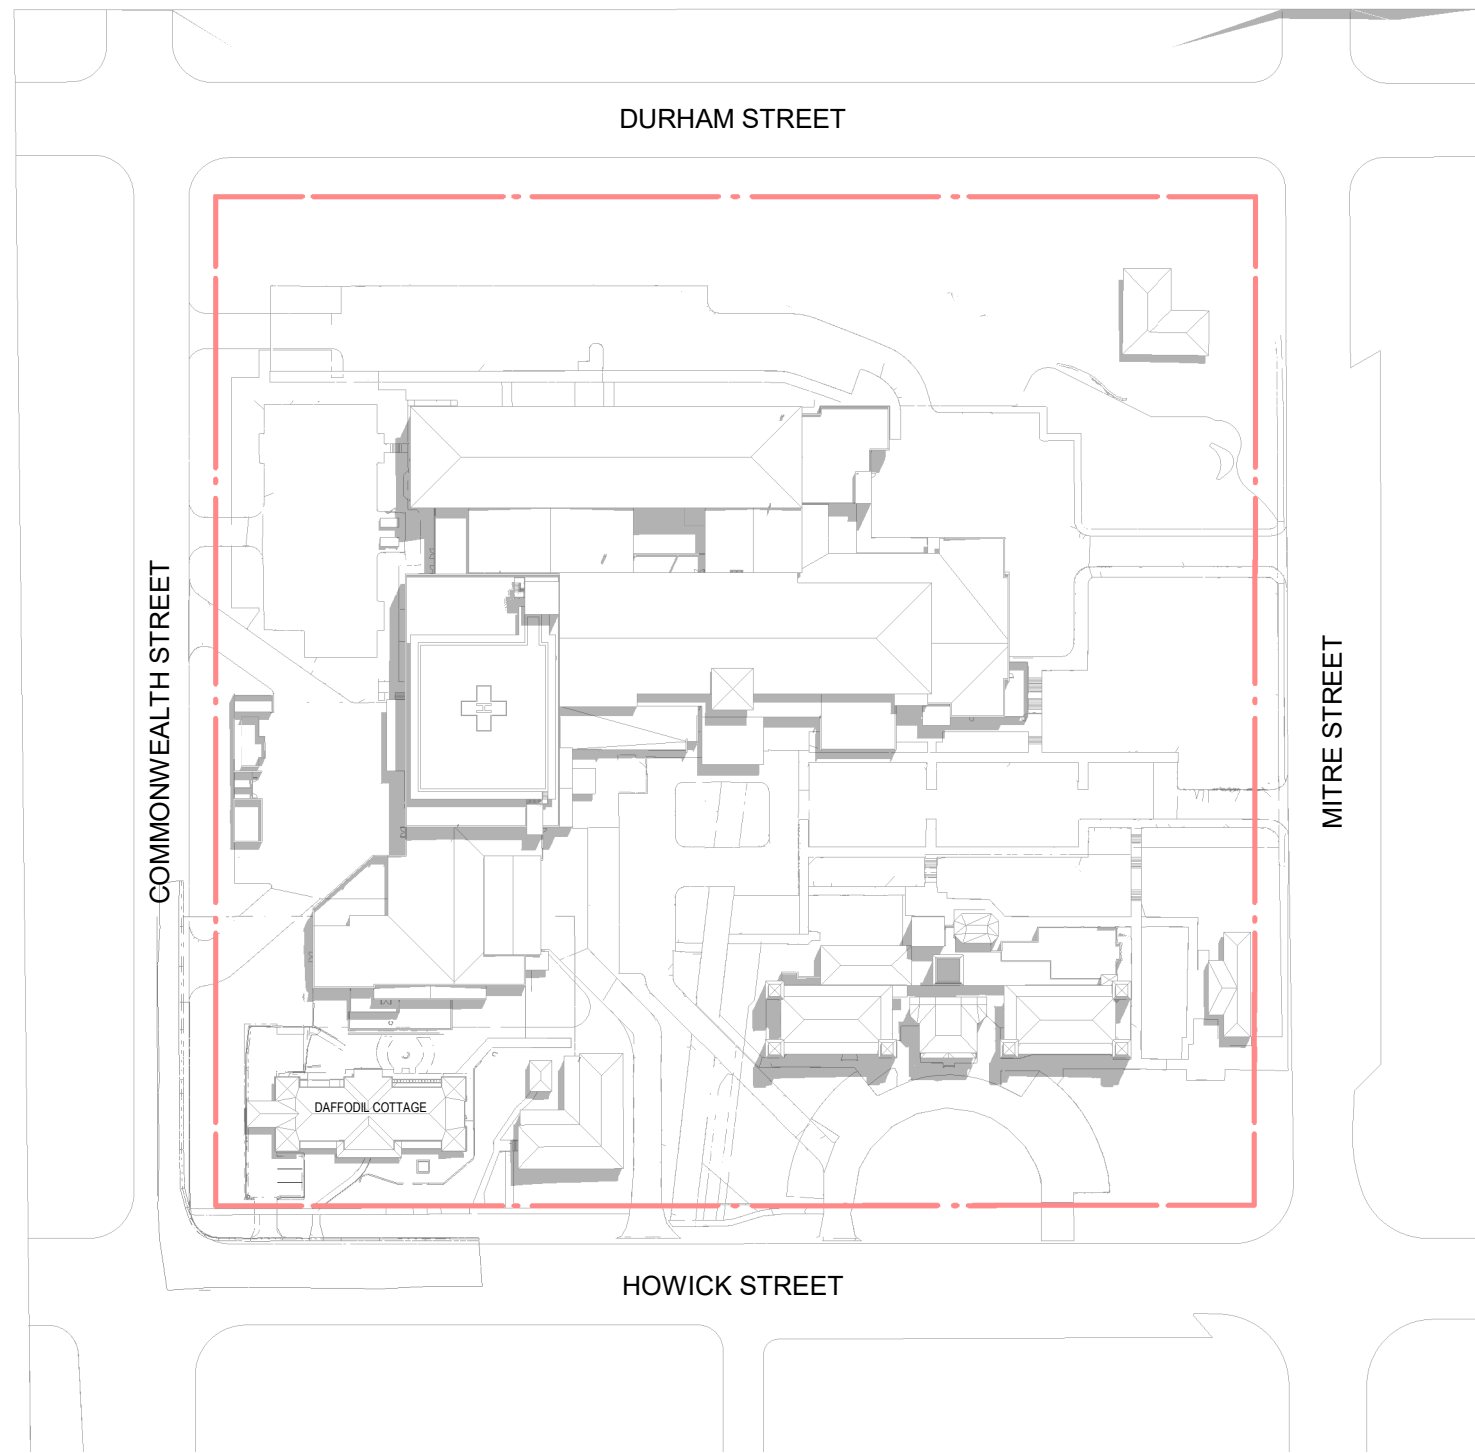 DURHAM STREET
COMMONWEALTH STREET
MITRE STREET
H
DAFFODIL COTTAGE
HOWICK STREET